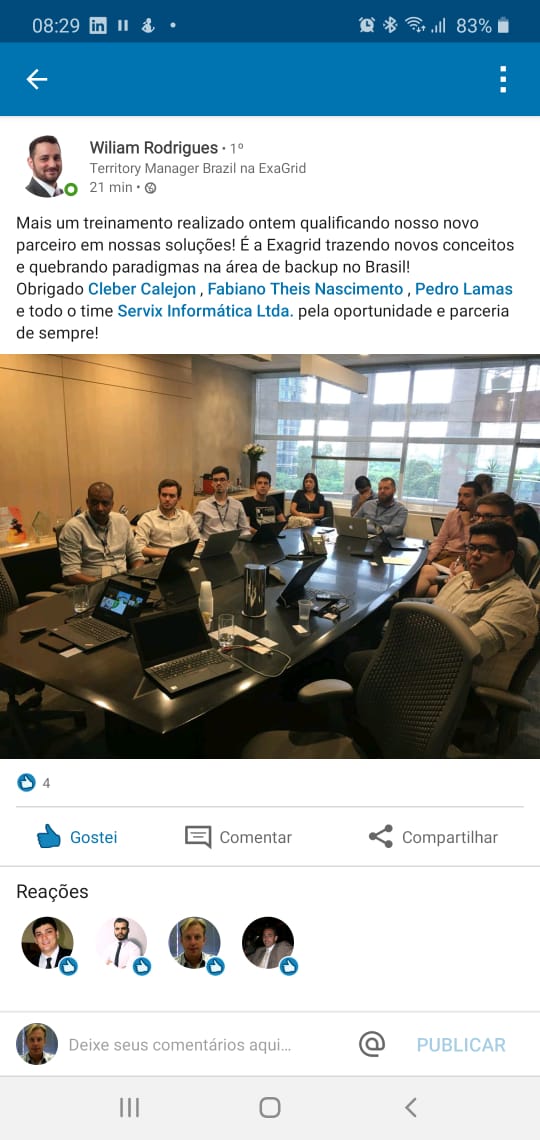 08:29
83%
Wiliam Rodrigues • 1º
Territory Manager Brazil na ExaGrid
21 min •
Mais um treinamento realizado ontem qualificando nosso novo
parceiro em nossas soluções! É a Exagrid trazendo novos conceitos
e quebrando paradigmas na área de backup no Brasil!
Obrigado Cleber Calejon , Fabiano Theis Nascimento , Pedro Lamas
e todo o time Servix Informática Ltda. pela oportunidade e parceria
de sempre!
4
Gostei
Comentar
Compartilhar
Reações
Deixe seus comentários aqui...
@
PUBLICAR